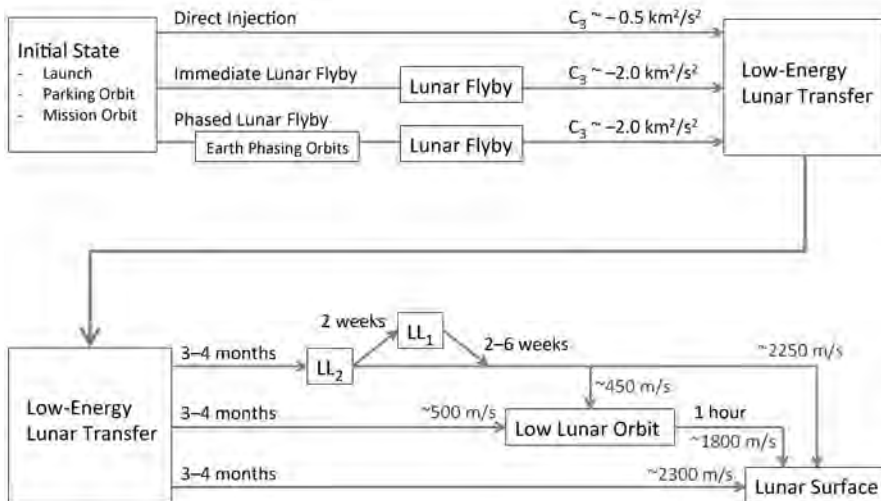 Direct Injection
C₃ ~ −0.5 km²/s²
Initial State
- Launch
- Parking Orbit
- Mission Orbit
Immediate Lunar Flyby
Lunar Flyby
C₃ ~ −2.0 km²/s²
Low-Energy
Lunar Transfer
Phased Lunar Flyby
Earth Phasing Orbits
Lunar Flyby
C₃ ~ −2.0 km²/s²
2 weeks
LL₁
2–6 weeks
3–4 months
LL₂
~2250 m/s
~450 m/s
Low-Energy
Lunar Transfer
3–4 months
~500 m/s
Low Lunar Orbit
1 hour
~1800 m/s
3–4 months
~2300 m/s
Lunar Surface